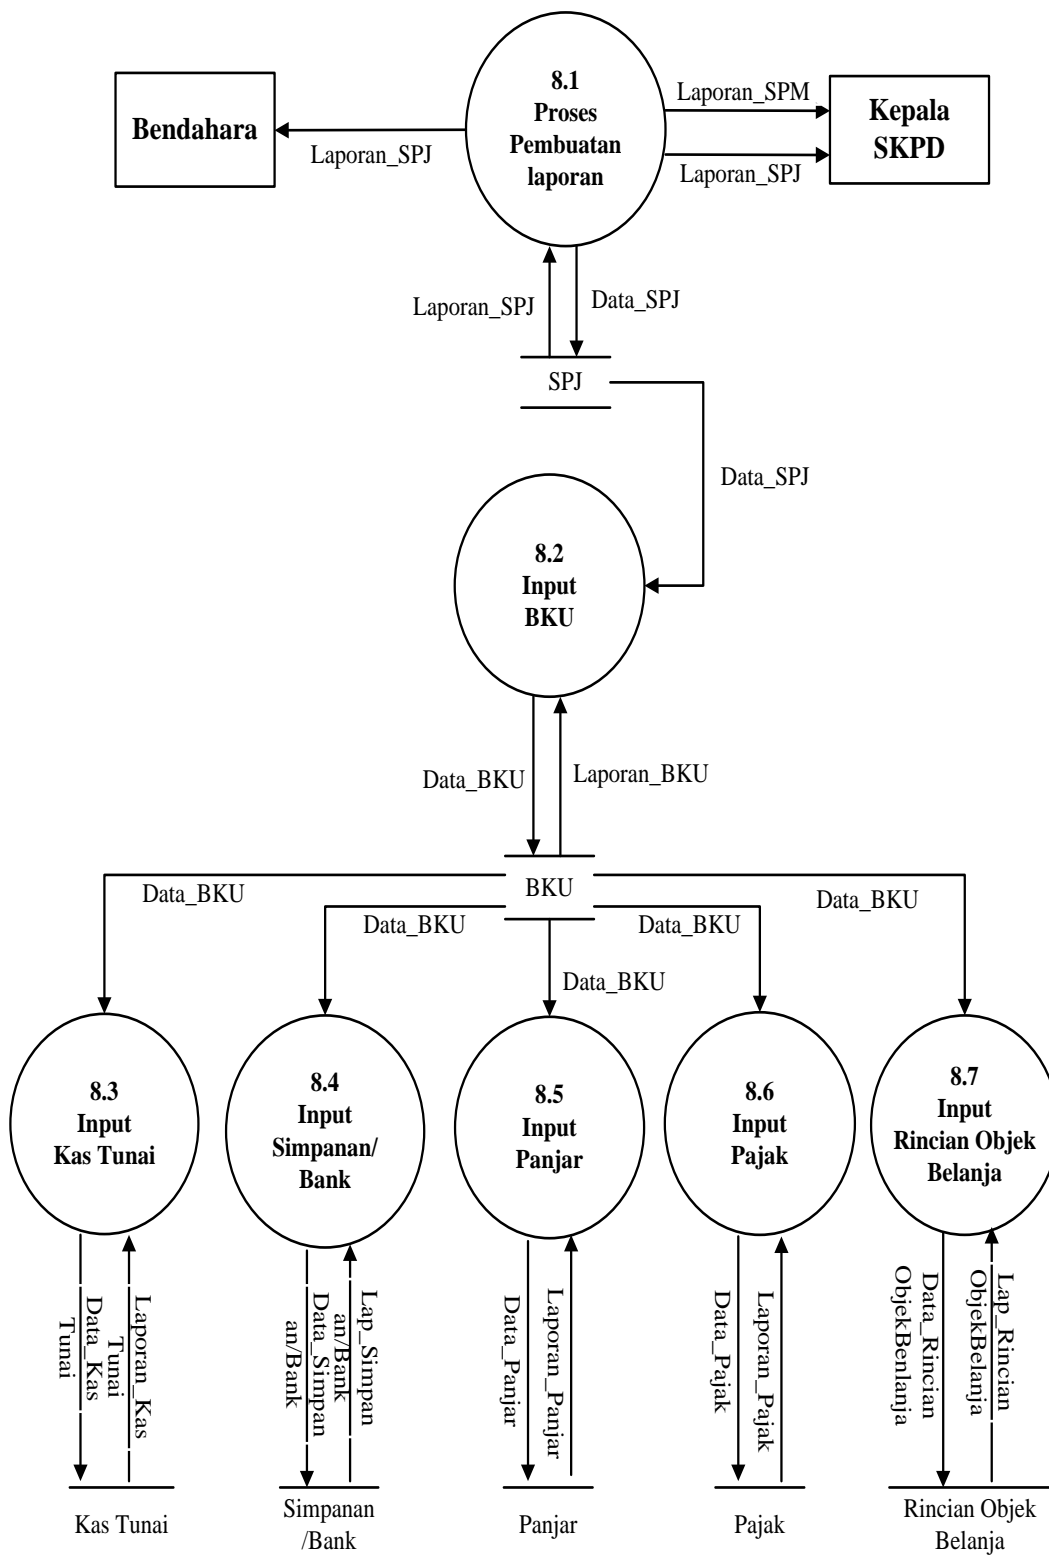 8.1
Proses
Pembuatan
laporan
Bendahara
Laporan_SPJ
Laporan_SPM
Laporan_SPJ
Kepala
SKPD
Laporan_SPJ
Data_SPJ
SPJ
Data_SPJ
8.2
Input
BKU
Data_BKU
Laporan_BKU
BKU
Data_BKU
Data_BKU
Data_BKU
Data_BKU
Data_BKU
8.3
Input
Kas Tunai
8.4
Input
Simpanan/
Bank
8.5
Input
Panjar
8.6
Input
Pajak
8.7
Input
Rincian Objek
Belanja
Data_Kas
Tunai
Laporan_Kas
Tunai
Data_Simpan
an/Bank
Lap_Simpan
an/Bank
Data_Panjar
Laporan_Panjar
Data_Pajak
Laporan_Pajak
Data_Rincian
ObjekBenlanja
Lap_Rincian
ObjekBelanja
Kas Tunai
Simpanan
/Bank
Panjar
Pajak
Rincian Objek
Belanja